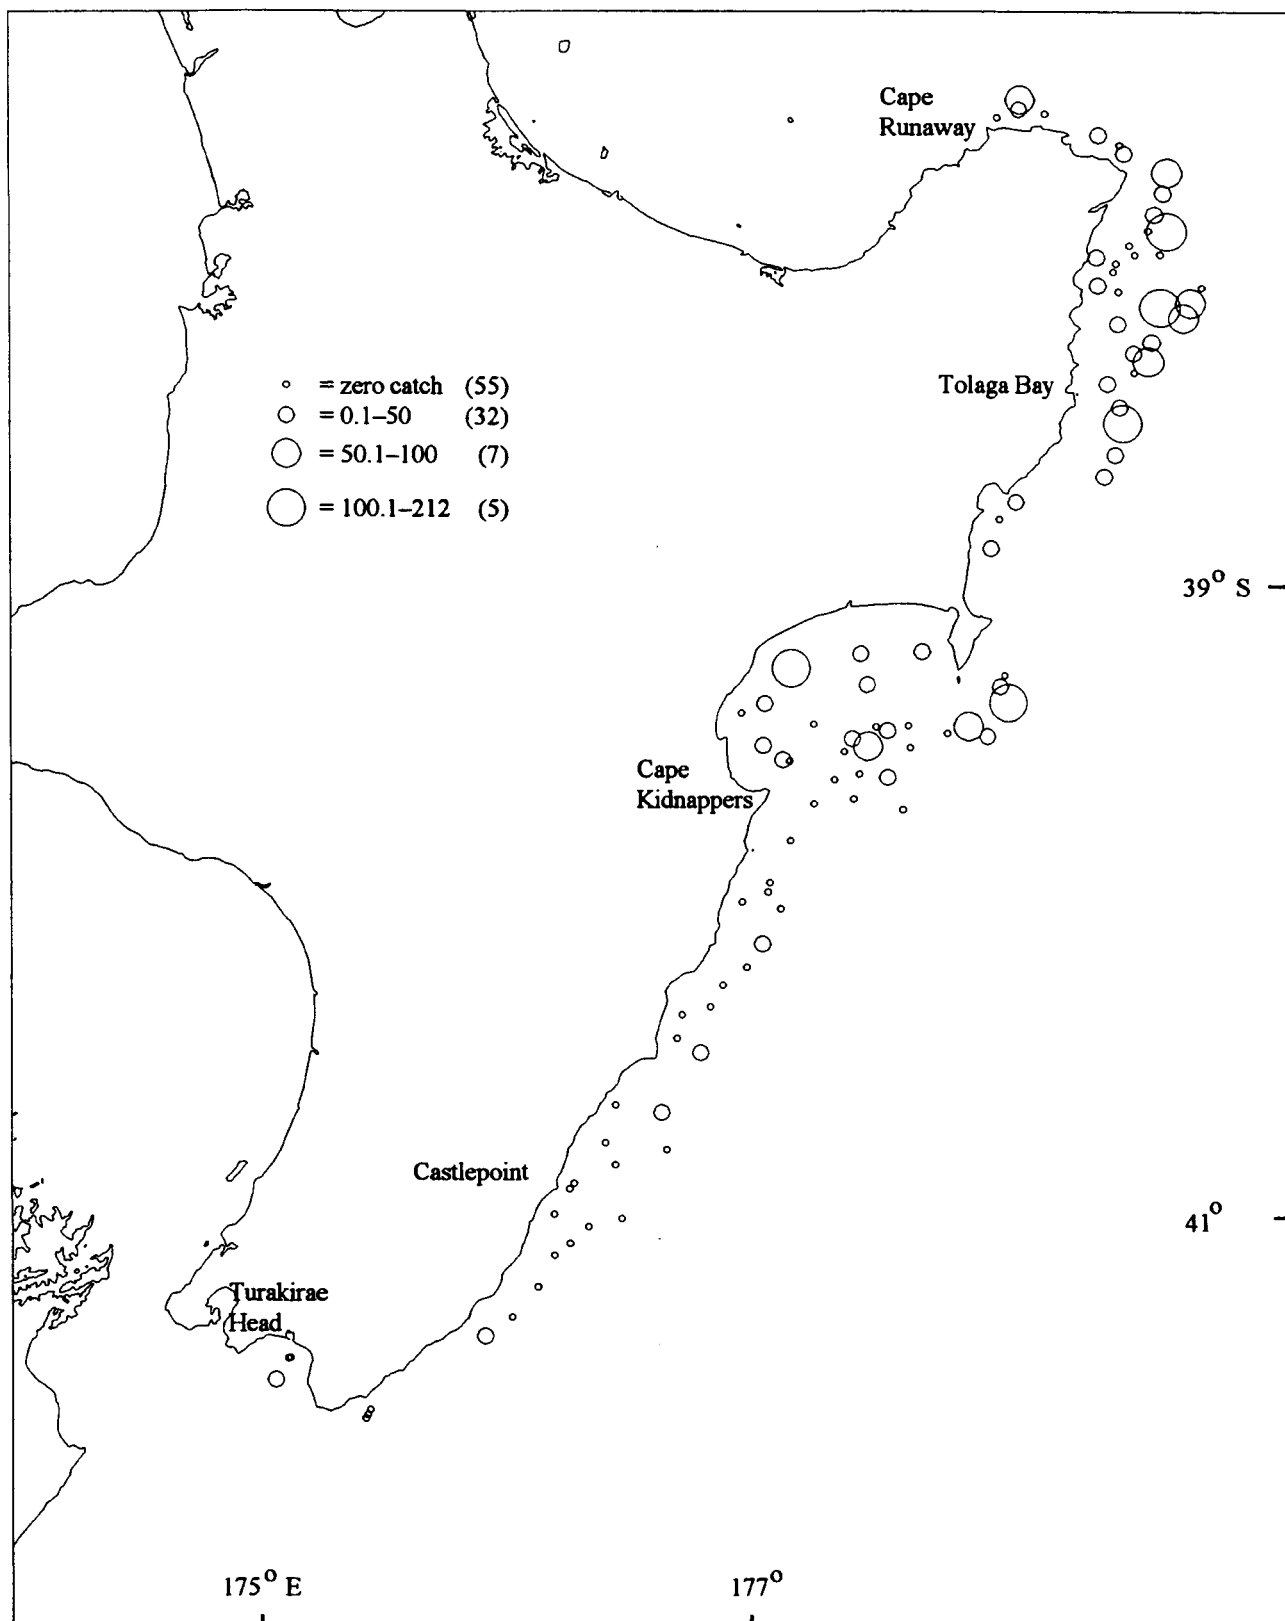 Cape
Runaway
= zero catch (55)
= 0.1–50 (32)
= 50.1–100 (7)
= 100.1–212 (5)
Tolaga Bay
39° S
Cape
Kidnappers
Castlepoint
41°
Turakirae
Head
175° E
177°